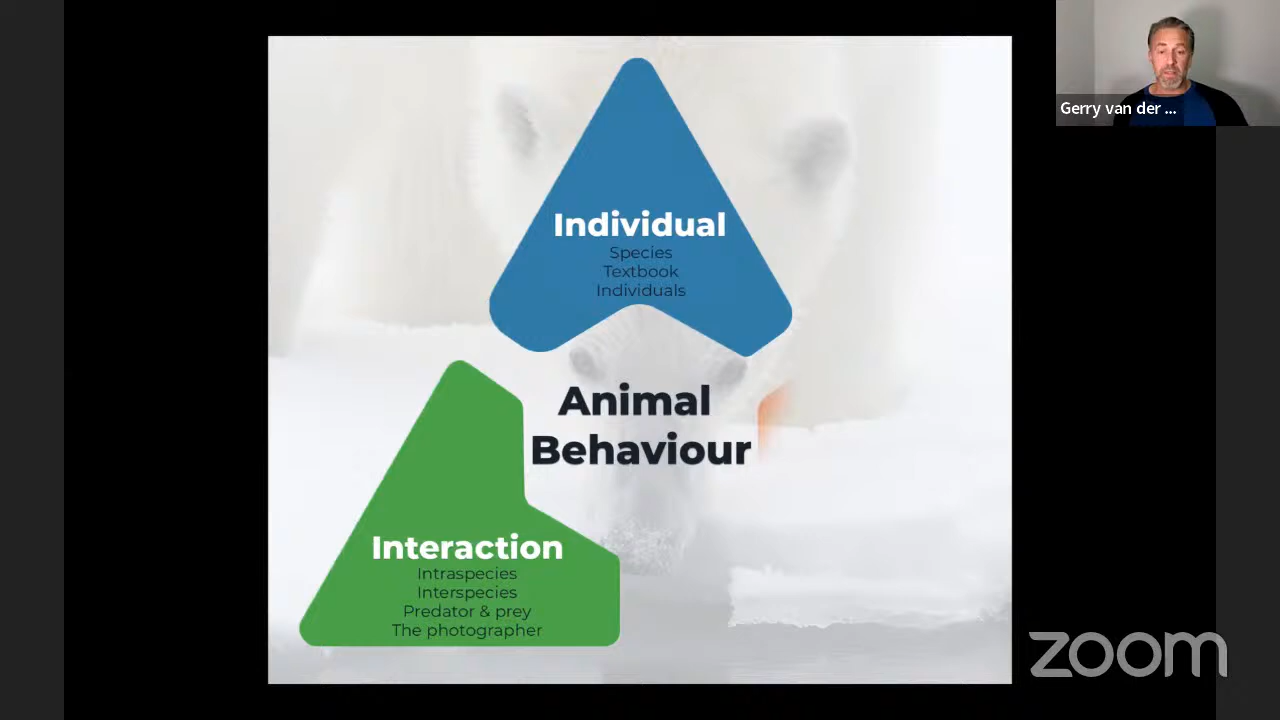 Gerry van der ...
Individual
Species
Textbook
Individuals
Animal
Behaviour
Interaction
Intraspecies
Interspecies
Predator & prey
The photographer
zoom